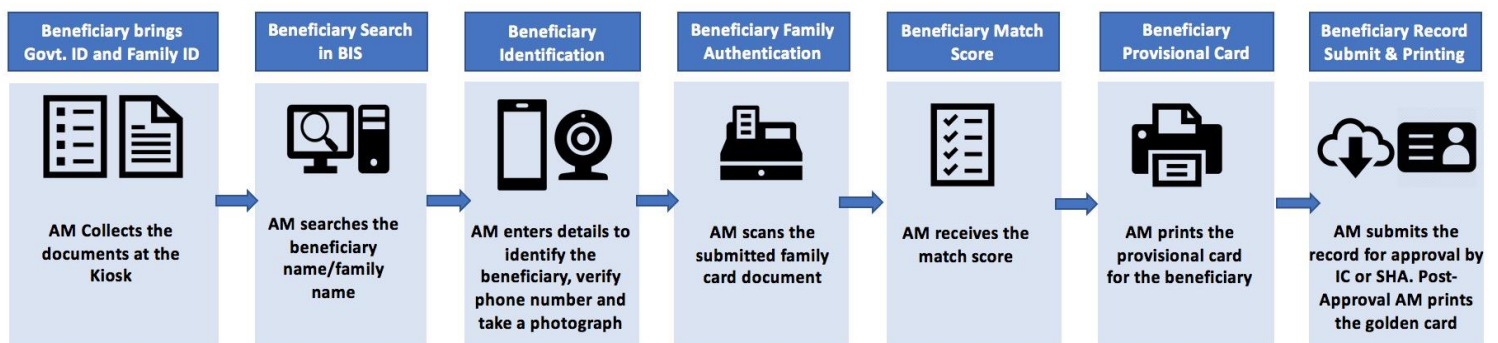 Beneficiary brings
Govt. ID and Family ID
AM Collects the
documents at the
Kiosk
Beneficiary Search
in BIS
AM searches the
beneficiary
name/family
name
Beneficiary
Identification
AM enters details to
identify the
beneficiary, verify
phone number and
take a photograph
Beneficiary Family
Authentication
AM scans the
submitted family
card document
Beneficiary Match
Score
AM receives the
match score
Beneficiary
Provisional Card
AM prints the
provisional card
for the beneficiary
Beneficiary Record
Submit & Printing
AM submits the
record for approval by
IC or SHA. Post-
Approval AM prints
the golden card